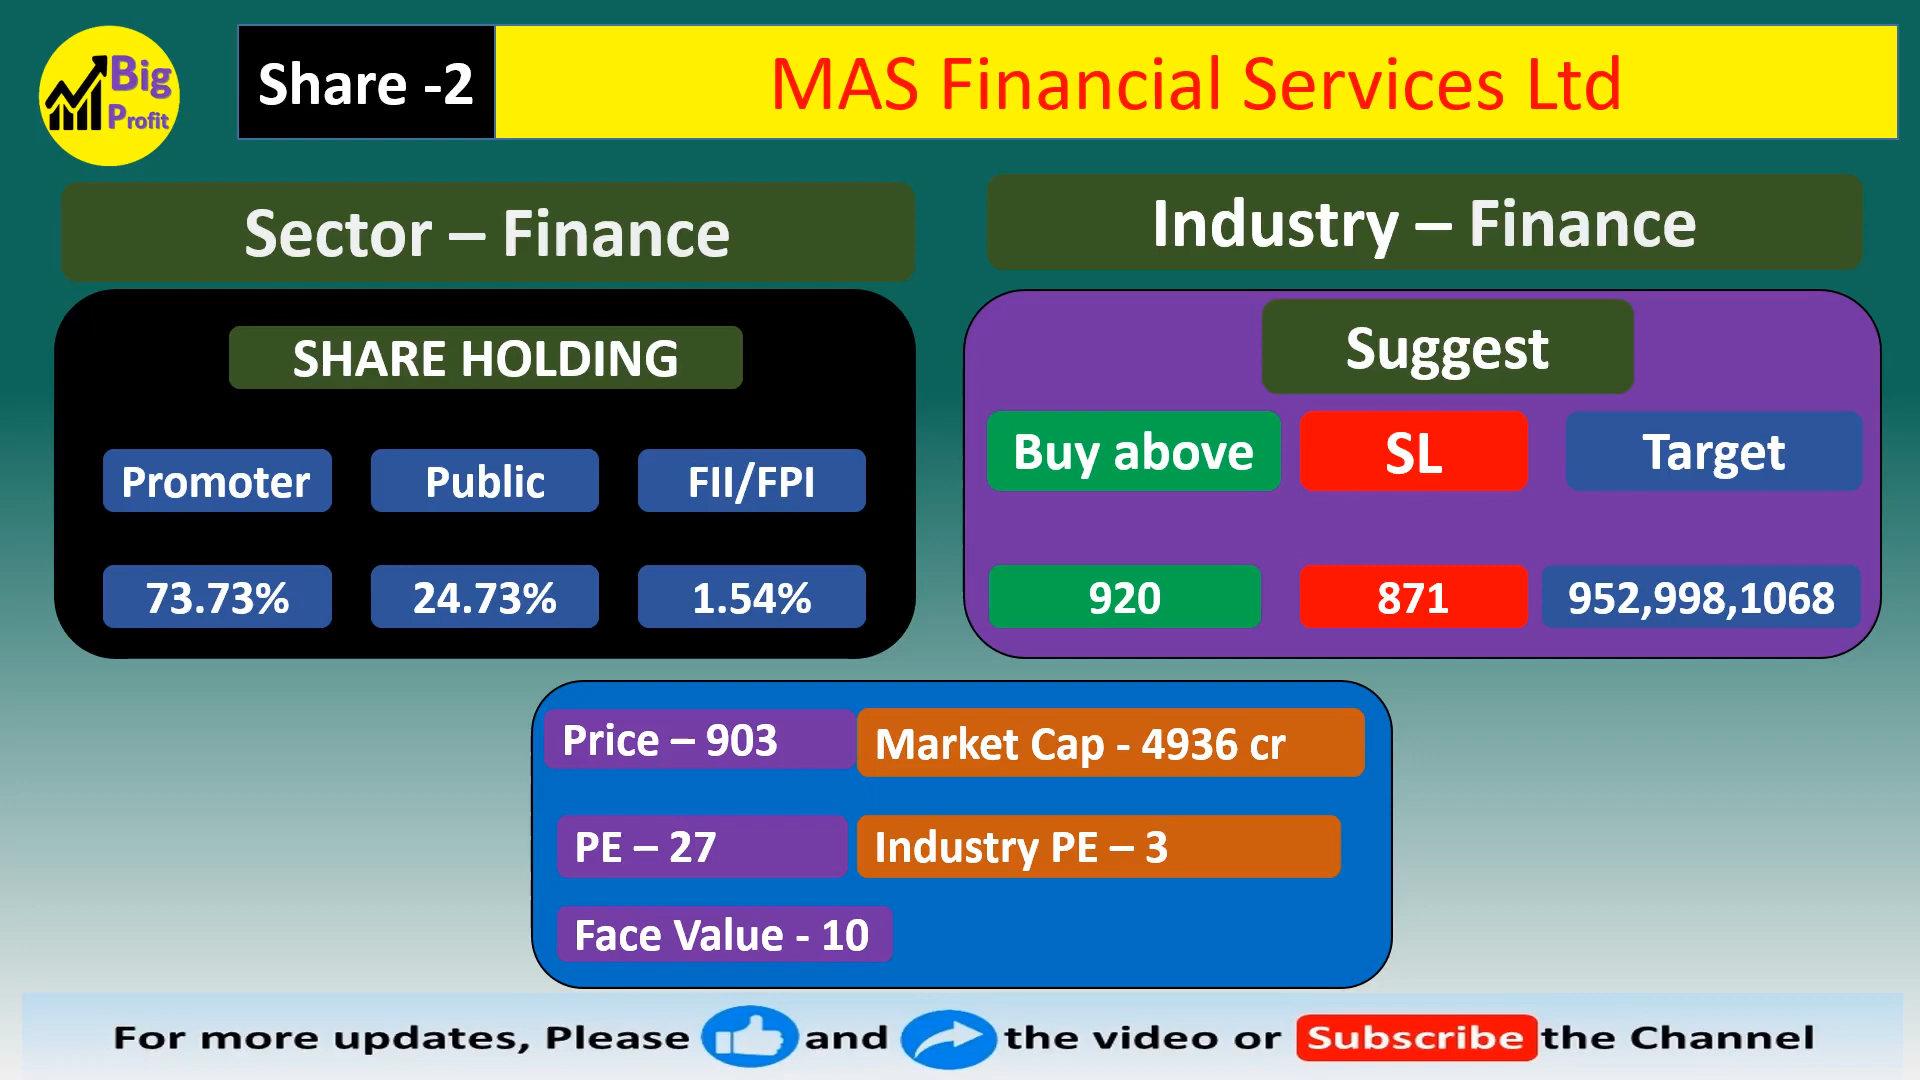 Big
Profit
Share -2
MAS Financial Services Ltd
Sector – Finance
Industry – Finance
SHARE HOLDING
Promoter
Public
FII/FPI
73.73%
24.73%
1.54%
Suggest
Buy above
SL
Target
920
871
952,998,1068
Price – 903
Market Cap - 4936 cr
PE – 27
Industry PE – 3
Face Value - 10
For more updates, Please and the video or Subscribe the Channel